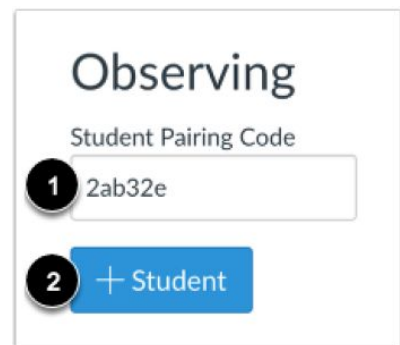 Observing
Student Pairing Code
1 2ab32e
2 + Student